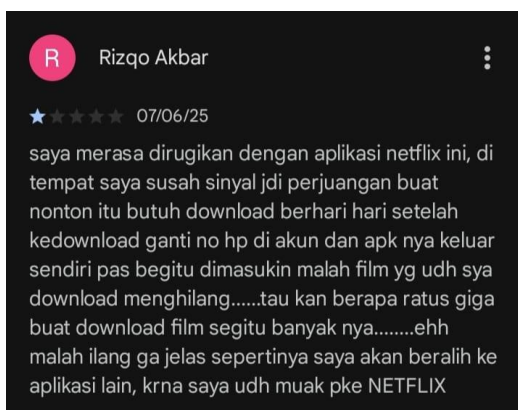 R
Rizqo Akbar
07/06/25
saya merasa dirugikan dengan aplikasi netflix ini, di
tempat saya susah sinyal jdi perjuangan buat
nonton itu butuh download berhari hari setelah
kedownload ganti no hp di akun dan apk nya keluar
sendiri pas begitu dimasukin malah film yg udh sya
download menghilang......tau kan berapa ratus giga
buat download film segitu banyak nya........ehh
malah ilang ga jelas sepertinya saya akan beralih ke
aplikasi lain, krna saya udh muak pke NETFLIX